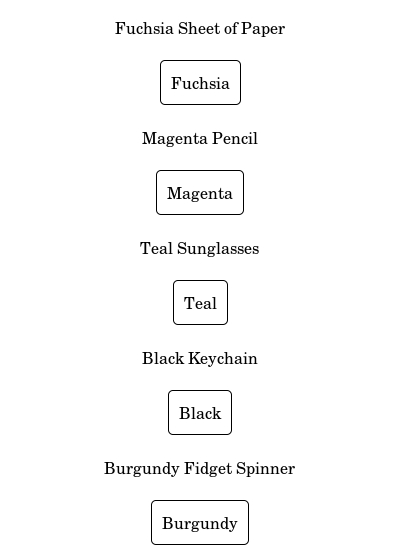 Fuchsia Sheet of Paper
Fuchsia
Magenta Pencil
Magenta
Teal Sunglasses
Teal
Black Keychain
Black
Burgundy Fidget Spinner
Burgundy